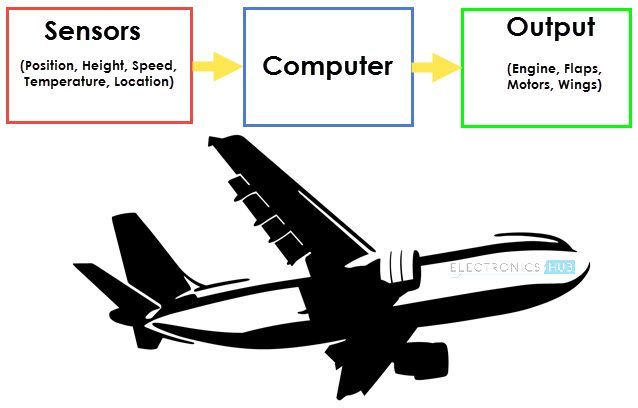 Sensors
(Position, Height, Speed,
Temperature, Location)
Computer
Output
(Engine, Flaps,
Motors, Wings)
ELECTRONICS HUB